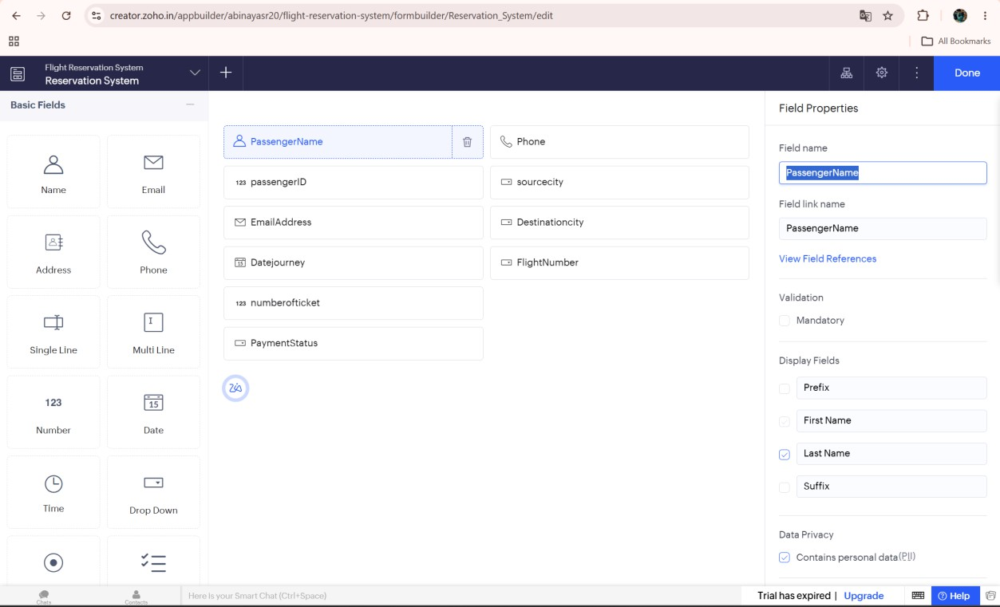 creator.zoho.in/appbuilder/abinayasr20/flight-reservation-system/formbuilder/Reservation_System/edit
All Bookmarks
Flight Reservation System
Reservation System
Done
Basic Fields
Name
Email
Address
Phone
Single Line
Multi Line
123
Number
15
Date
Time
Drop Down
PassengerName
Phone
123 passengerID
sourcecity
EmailAddress
Destinationcity
15 Datejourney
FlightNumber
123 numberofticket
PaymentStatus
Field Properties
Field name
PassengerName
Field link name
PassengerName
View Field References
Validation
Mandatory
Display Fields
Prefix
First Name
Last Name
Suffix
Data Privacy
Contains personal data(PII)
Chats
Contacts
Here is your Smart Chat (Ctrl+Space)
Trial has expired | Upgrade
Help